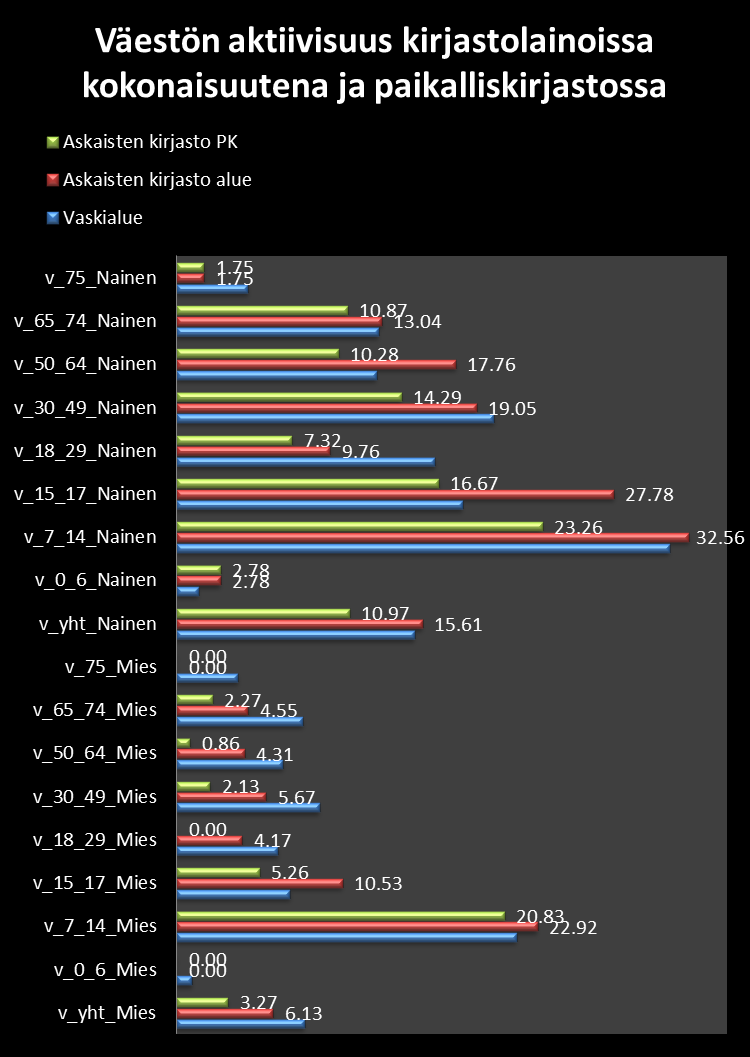 Väestön aktiivisuus kirjastolainoissa
kokonaisuutena ja paikalliskirjastossa
Askaisten kirjasto PK
Askaisten kirjasto alue
Vaskialue
v_75_Nainen
1.75
1.75
v_65_74_Nainen
10.87
13.04
v_50_64_Nainen
10.28
17.76
v_30_49_Nainen
14.29
19.05
v_18_29_Nainen
7.32
9.76
v_15_17_Nainen
16.67
27.78
v_7_14_Nainen
23.26
32.56
v_0_6_Nainen
2.78
2.78
v_yht_Nainen
10.97
15.61
v_75_Mies
0.00
0.00
v_65_74_Mies
2.27
4.55
v_50_64_Mies
0.86
4.31
v_30_49_Mies
2.13
5.67
v_18_29_Mies
0.00
4.17
v_15_17_Mies
5.26
10.53
v_7_14_Mies
20.83
22.92
v_0_6_Mies
0.00
0.00
v_yht_Mies
3.27
6.13